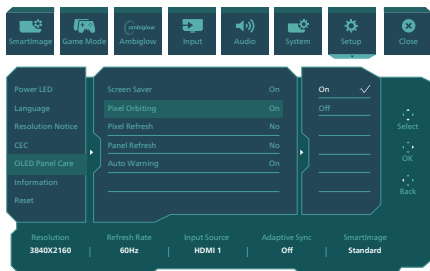 SmartImage
Game Mode
ambiglow
Ambiglow
Input
Audio
System
Setup
Close
Power LED
Language
Resolution Notice
CEC
OLED Panel Care
Information
Reset
Screen Saver On
Pixel Orbiting On
Pixel Refresh No
Panel Refresh No
Auto Warning On
On
Off
Select
OK
Back
Resolution Refresh Rate Input Source Adaptive Sync SmartImage
3840X2160 60Hz HDMI 1 Off Standard